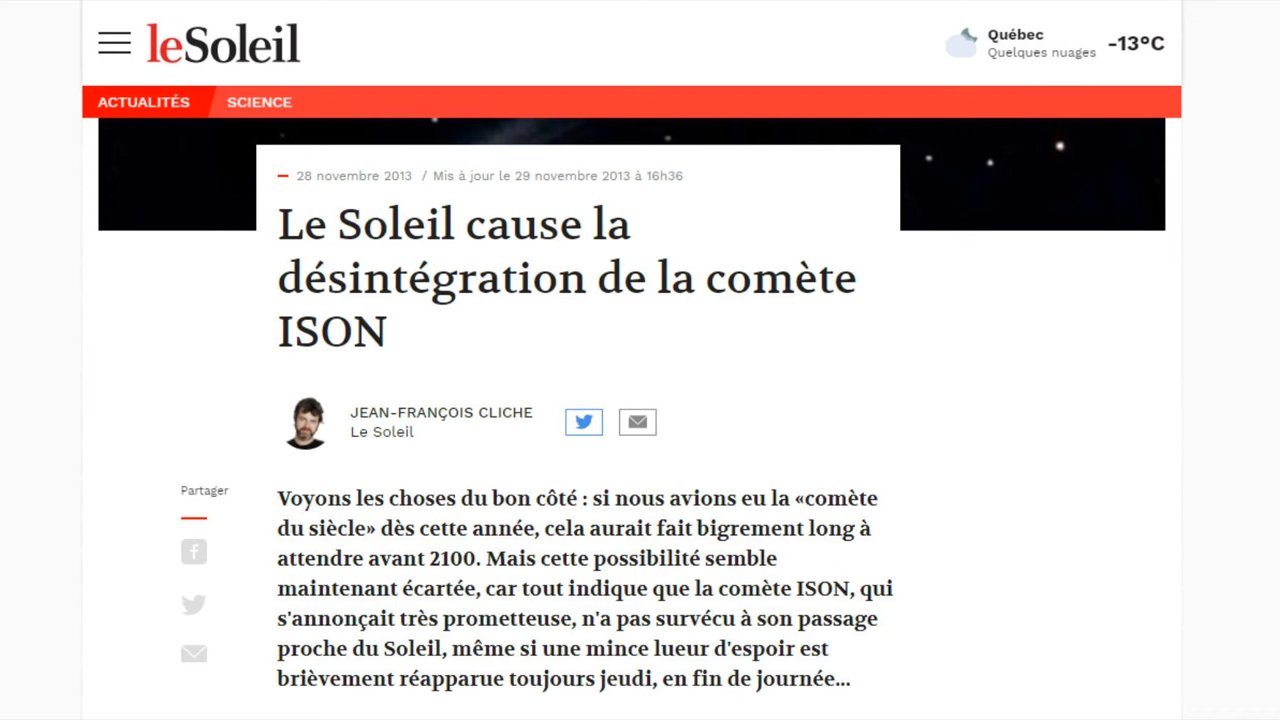 leSoleil
Québec
Quelques nuages
-13°C
ACTUALITÉS
SCIENCE
28 novembre 2013 / Mis à jour le 29 novembre 2013 à 16h36
Le Soleil cause la
désintégration de la comète
ISON
JEAN-FRANÇOIS CLICHE
Le Soleil
Partager
Voyons les choses du bon côté : si nous avions eu la «comète
du siècle» dès cette année, cela aurait fait bigrement long à
attendre avant 2100. Mais cette possibilité semble
maintenant écartée, car tout indique que la comète ISON, qui
s'annonçait très prometteuse, n'a pas survécu à son passage
proche du Soleil, même si une mince lueur d'espoir est
brièvement réapparue toujours jeudi, en fin de journée...